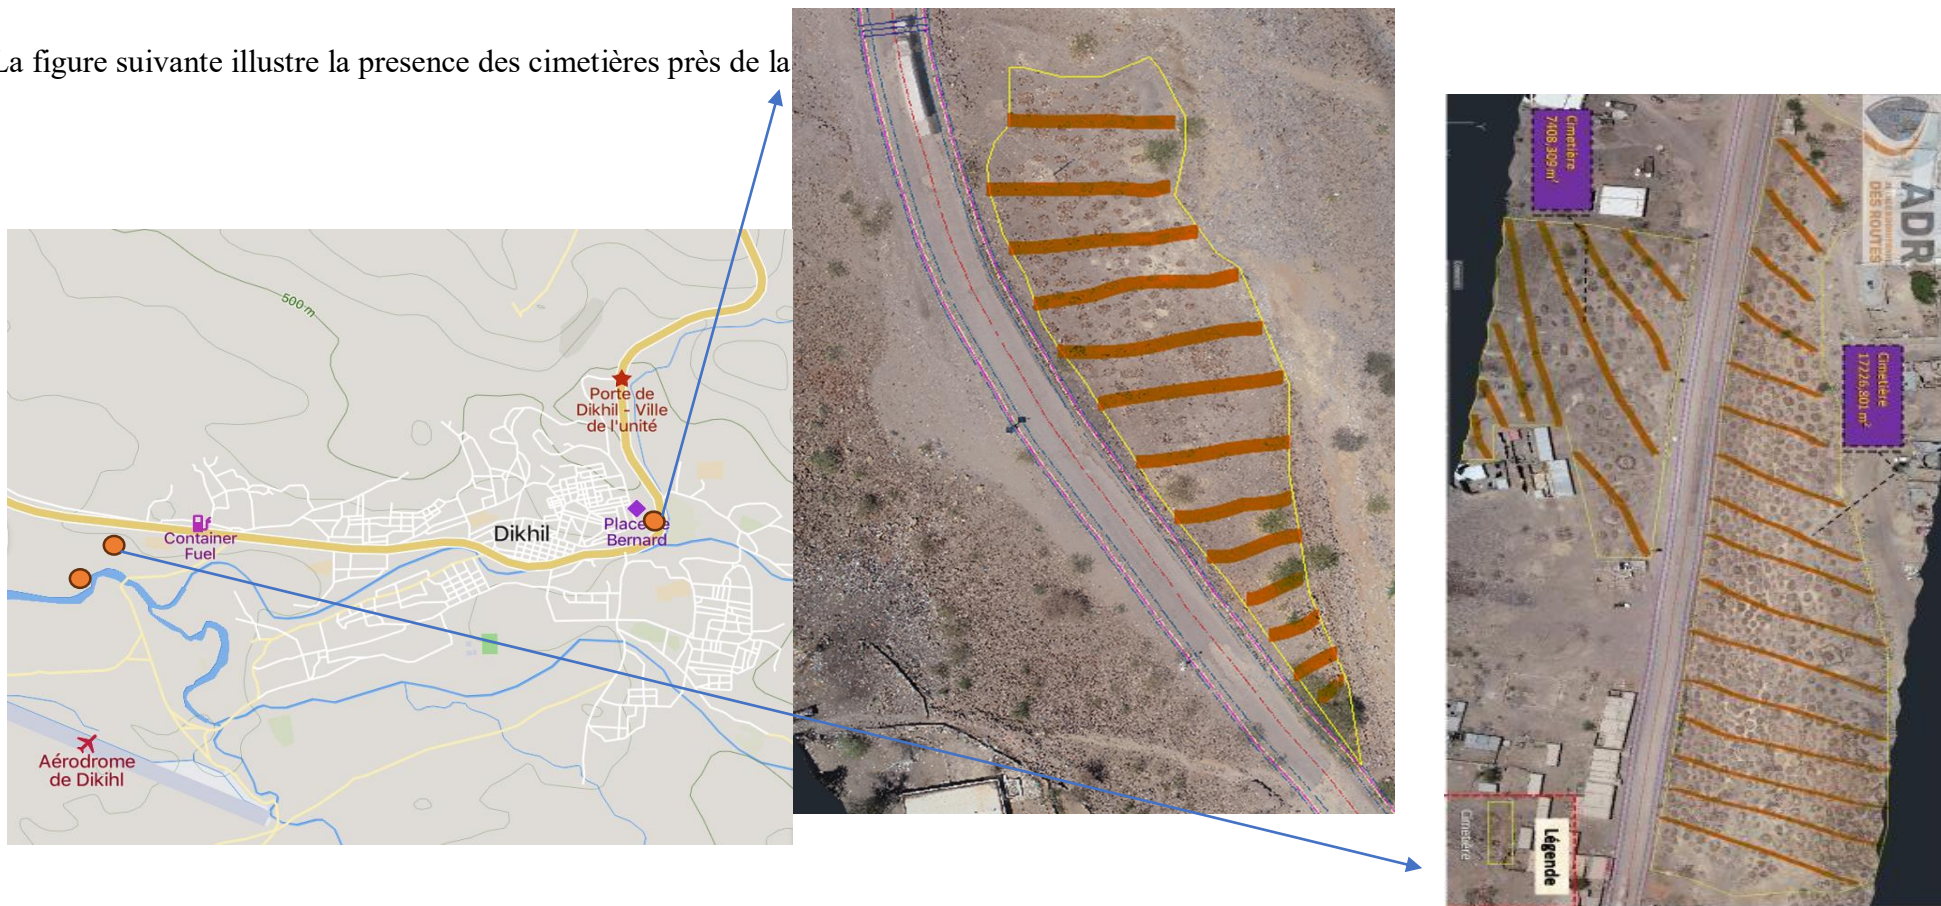 La figure suivante illustre la presence des cimetières près de la
500 m
Porte de
Dikhil - Ville
de l'unité
Container
Fuel
Dikhil
Bernard
Aérodrome
de Dikihl
Cimetière
7408,309 m²
Cimetière
17226,801 m²
ADR
DES ROUTES
Légende
Cimetière